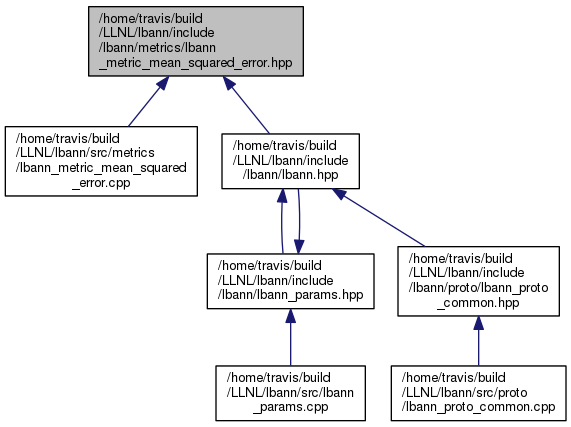 /home/travis/build
/LLNL/lbann/include
/lbann/metrics/lbann
_metric_mean_squared_error.hpp
/home/travis/build
/LLNL/lbann/src/metrics
/lbann_metric_mean_squared
_error.cpp
/home/travis/build
/LLNL/lbann/include
/lbann/lbann.hpp
/home/travis/build
/LLNL/lbann/include
/lbann/lbann_params.hpp
/home/travis/build
/LLNL/lbann/include
/lbann/proto/lbann_proto
_common.hpp
/home/travis/build
/LLNL/lbann/src/lbann
_params.cpp
/home/travis/build
/LLNL/lbann/src/proto
/lbann_proto_common.cpp